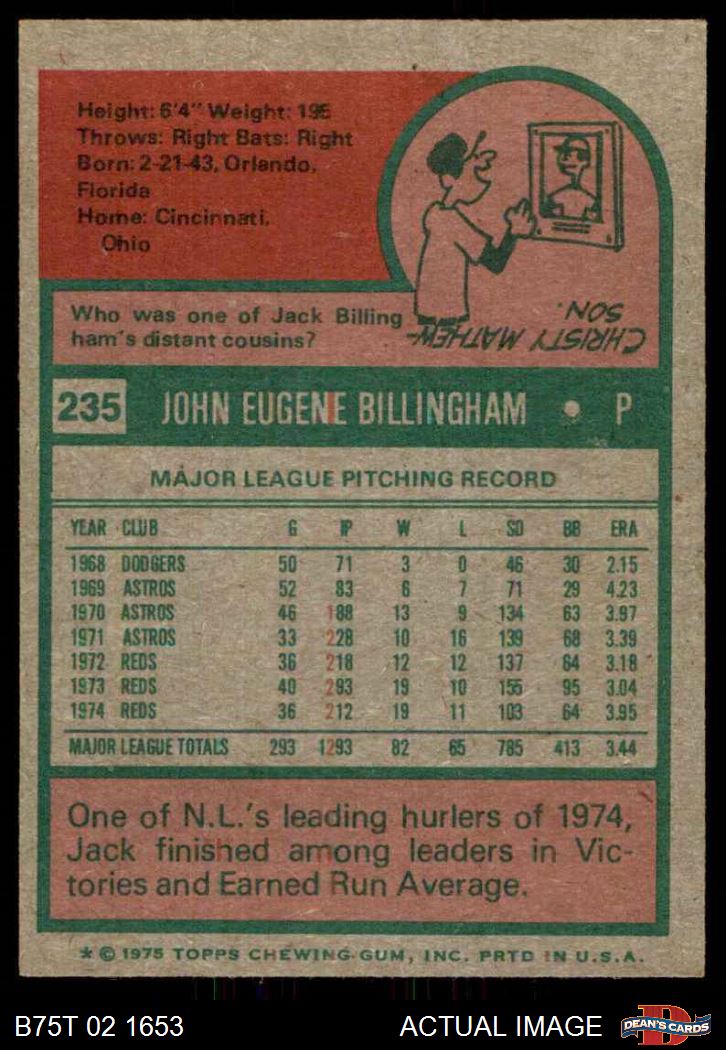 Height: 6'4" Weight: 195
Throws: Right Bats: Right
Born: 2-21-43, Orlando,
Florida
Home: Cincinnati,
Ohio
Who was one of Jack Billing
ham's distant cousins?
CHRISTY MATHEW-
SON.
235 JOHN EUGENE BILLINGHAM • P
MAJOR LEAGUE PITCHING RECORD
YEAR CLUB G IP W L SO BB ERA
1968 DODGERS 50 71 3 0 46 30 2.15
1969 ASTROS 52 83 6 7 71 29 4.23
1970 ASTROS 46 188 13 9 134 63 3.97
1971 ASTROS 33 228 10 16 139 68 3.39
1972 REDS 36 218 12 12 137 64 3.18
1973 REDS 40 293 19 10 155 95 3.04
1974 REDS 36 212 19 11 103 64 3.95
MAJOR LEAGUE TOTALS 293 1293 82 65 785 413 3.44
One of N.L.'s leading hurlers of 1974,
Jack finished among leaders in Vic-
tories and Earned Run Average.
* © 1975 TOPPS CHEWING GUM, INC. PRTD IN U.S.A.
B75T 02 1653 ACTUAL IMAGE
DEAN'S CARDS